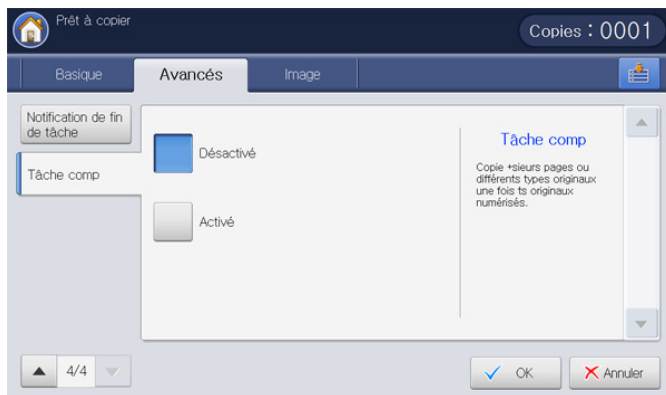 Prêt à copier
Copies : 0001
Basique
Avancés
Image
Notification de fin
de tâche
Tâche comp
Désactivé
Activé
Tâche comp
Copie +sieurs pages ou
différents types originaux
une fois ts originaux
numérisés.
4/4
OK
Annuler